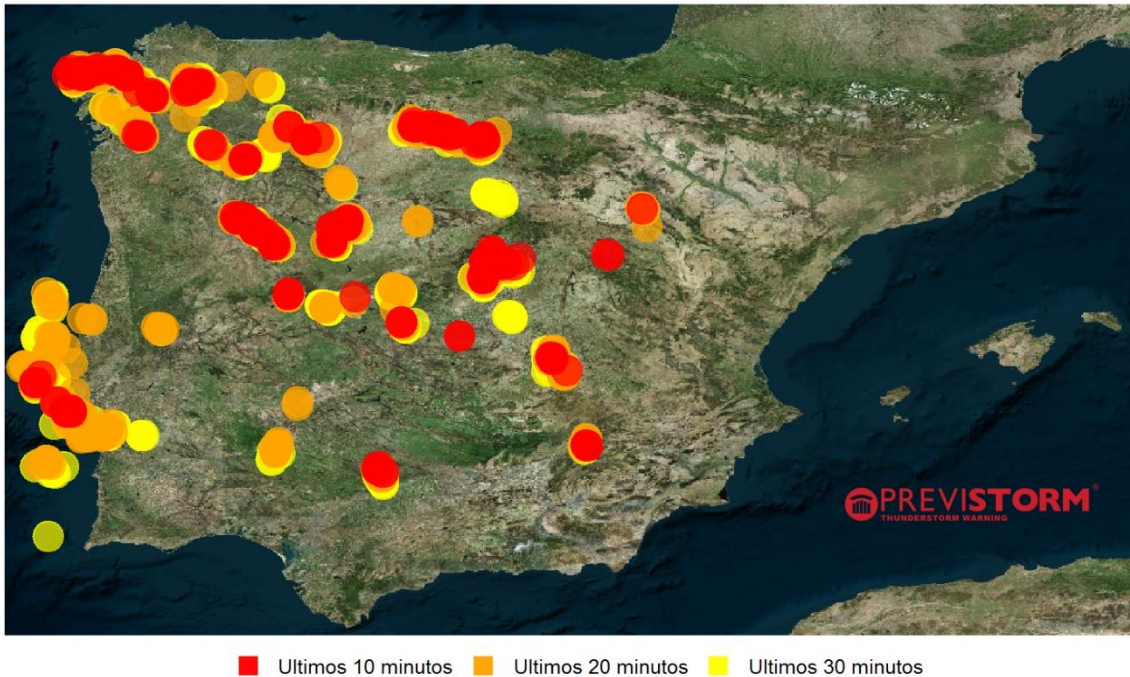 PREVISTORM®
THUNDERSTORM WARNING
Ultimos 10 minutos
Ultimos 20 minutos
Ultimos 30 minutos